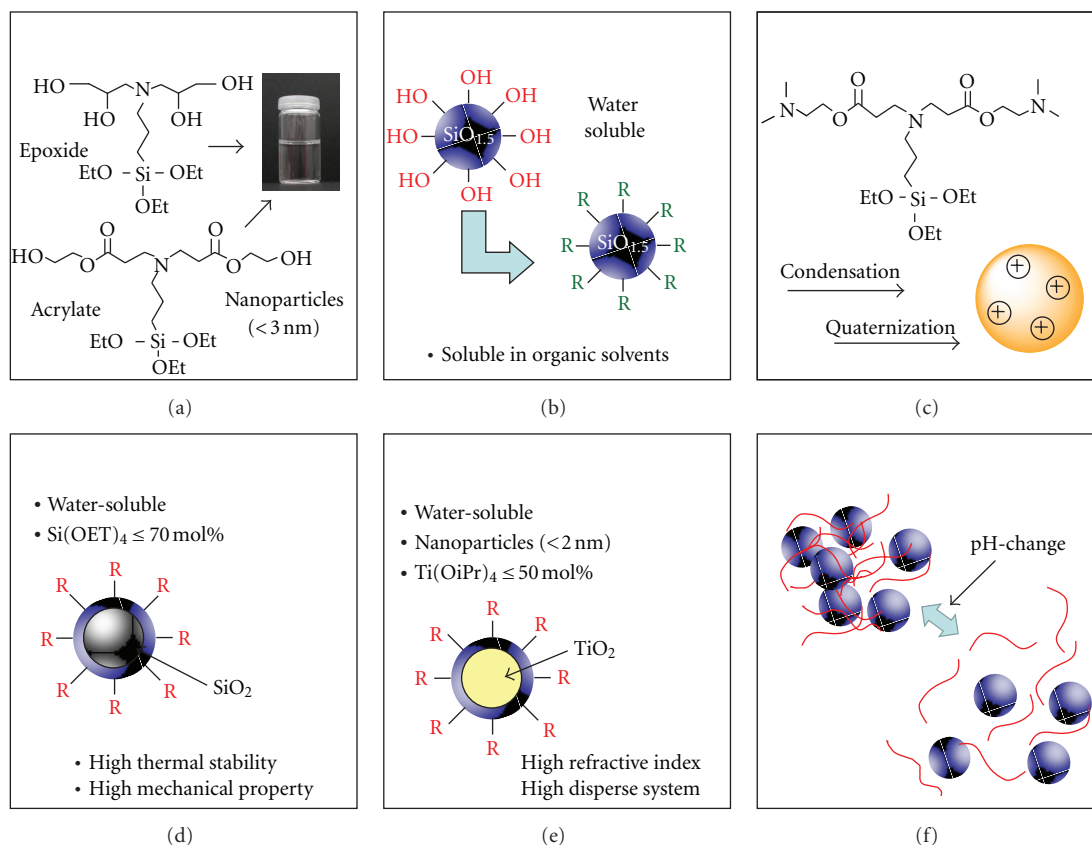 HO
N
OH
HO
OH
OH
Epoxide
EtO
Si
OEt
OEt
O
O
HO
O
N
O
OH
Acrylate
Nanoparticles
(< 3 nm)
EtO
Si
OEt
OEt
(a)
OH
HO
OH
HO
SiO1.5
OH
HO
OH
OH
Water
soluble
R
R
R
R
SiO1.5
R
R
R
R
• Soluble in organic solvents
(b)
O
O
N
O
N
O
N
EtO
Si
OEt
OEt
Condensation
Quaternization
+
+
+
+
(c)
• Water-soluble
• Si(OET)4 ≤ 70 mol%
R
R
R
R
R
R
R
R
SiO2
• High thermal stability
• High mechanical property
(d)
• Water-soluble
• Nanoparticles (<2 nm)
• Ti(OiPr)4 ≤ 50 mol%
R
R
R
R
R
R
R
R
TiO2
High refractive index
High disperse system
(e)
pH-change
(f)